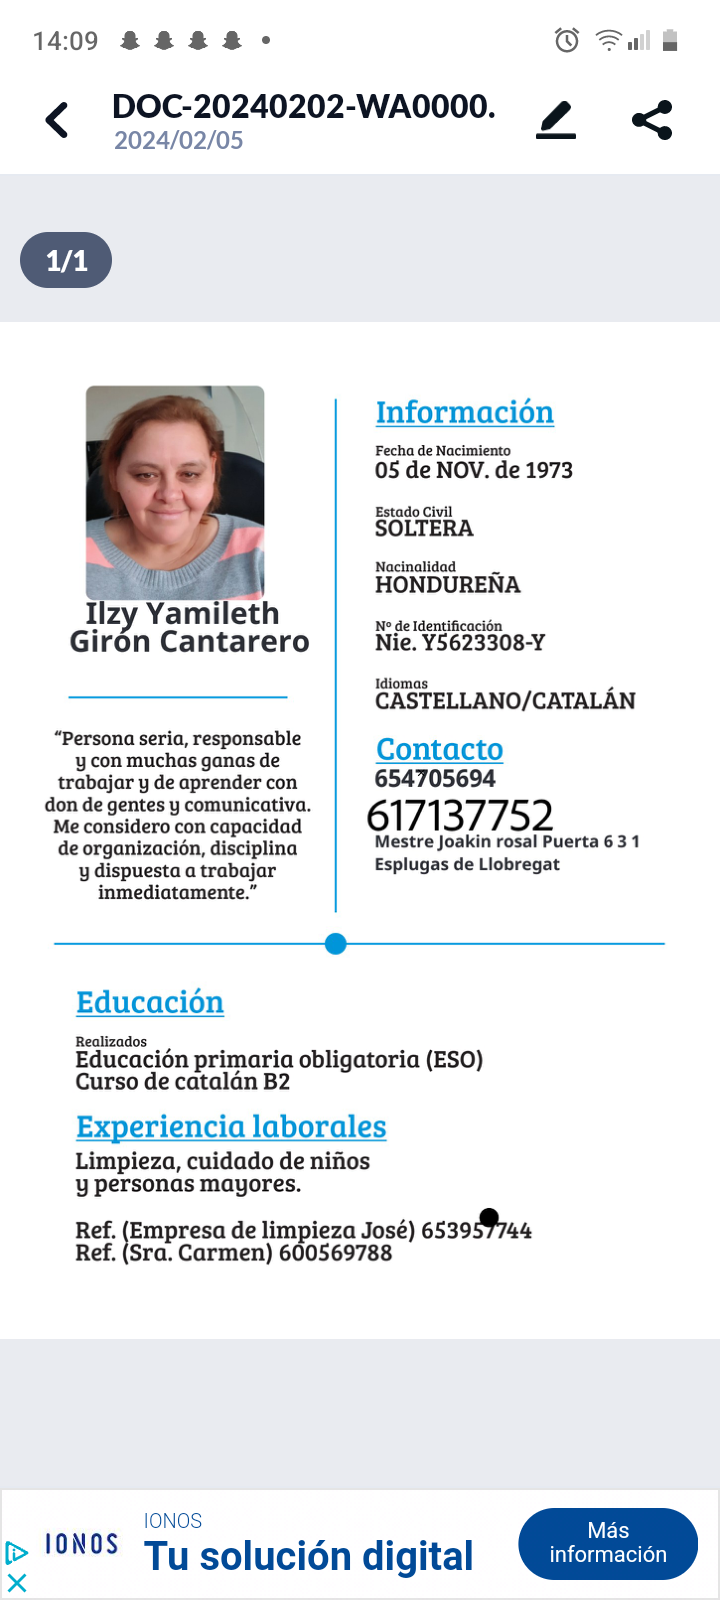 14:09
DOC-20240202-WA0000.
2024/02/05
1/1
Ilzy Yamileth
Girón Cantarero
“Persona seria, responsable
y con muchas ganas de
trabajar y de aprender con
don de gentes y comunicativa.
Me considero con capacidad
de organización, disciplina
y dispuesta a trabajar
inmediatamente.”
Información
Fecha de Nacimiento
05 de NOV. de 1973
Estado Civil
SOLTERA
Nacinalidad
HONDUREÑA
Nº de Identificación
Nie. Y5623308-Y
Idiomas
CASTELLANO/CATALÁN
Contacto
654705694
617137752
Mestre Joakin rosal Puerta 6 3 1
Esplugas de Llobregat
Educación
Realizados
Educación primaria obligatoria (ESO)
Curso de catalán B2
Experiencia laborales
Limpieza, cuidado de niños
y personas mayores.
Ref. (Empresa de limpieza José) 653957744
Ref. (Sra. Carmen) 600569788
IONOS
IONOS
Tu solución digital
Más
información